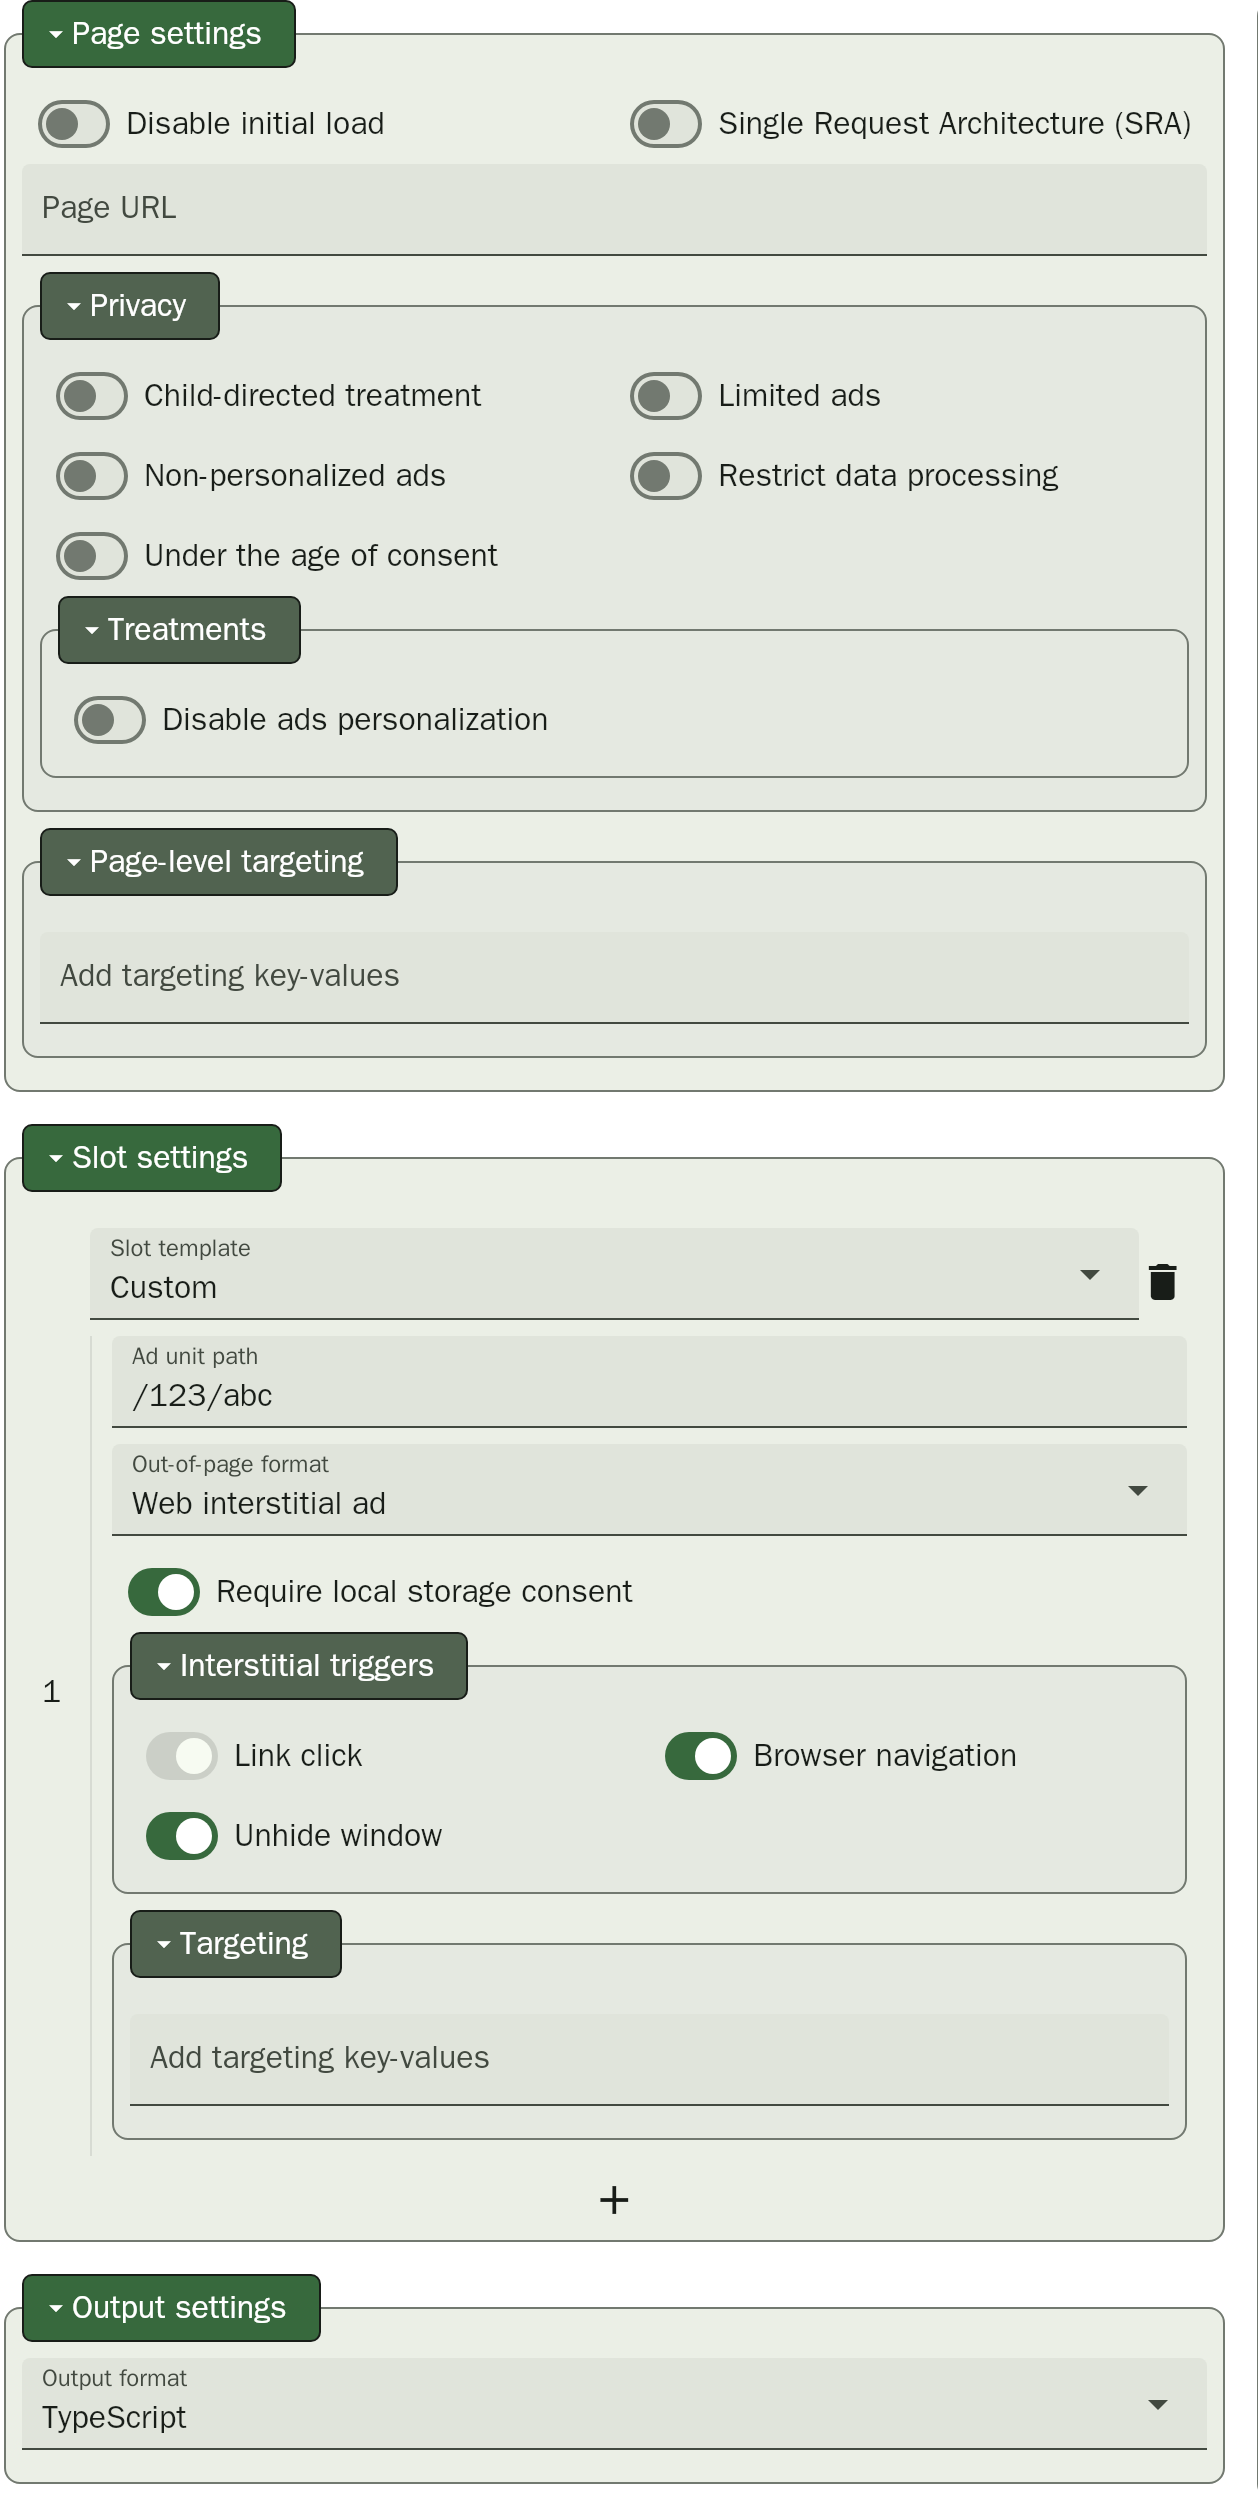 Page settings
Disable initial load
Single Request Architecture (SRA)
Page URL
Privacy
Child-directed treatment
Limited ads
Non-personalized ads
Restrict data processing
Under the age of consent
Treatments
Disable ads personalization
Page-level targeting
Add targeting key-values
Slot settings
Slot template
Custom
Ad unit path
/123/abc
Out-of-page format
Web interstitial ad
Require local storage consent
Interstitial triggers
1
Link click
Browser navigation
Unhide window
Targeting
Add targeting key-values
+
Output settings
Output format
TypeScript